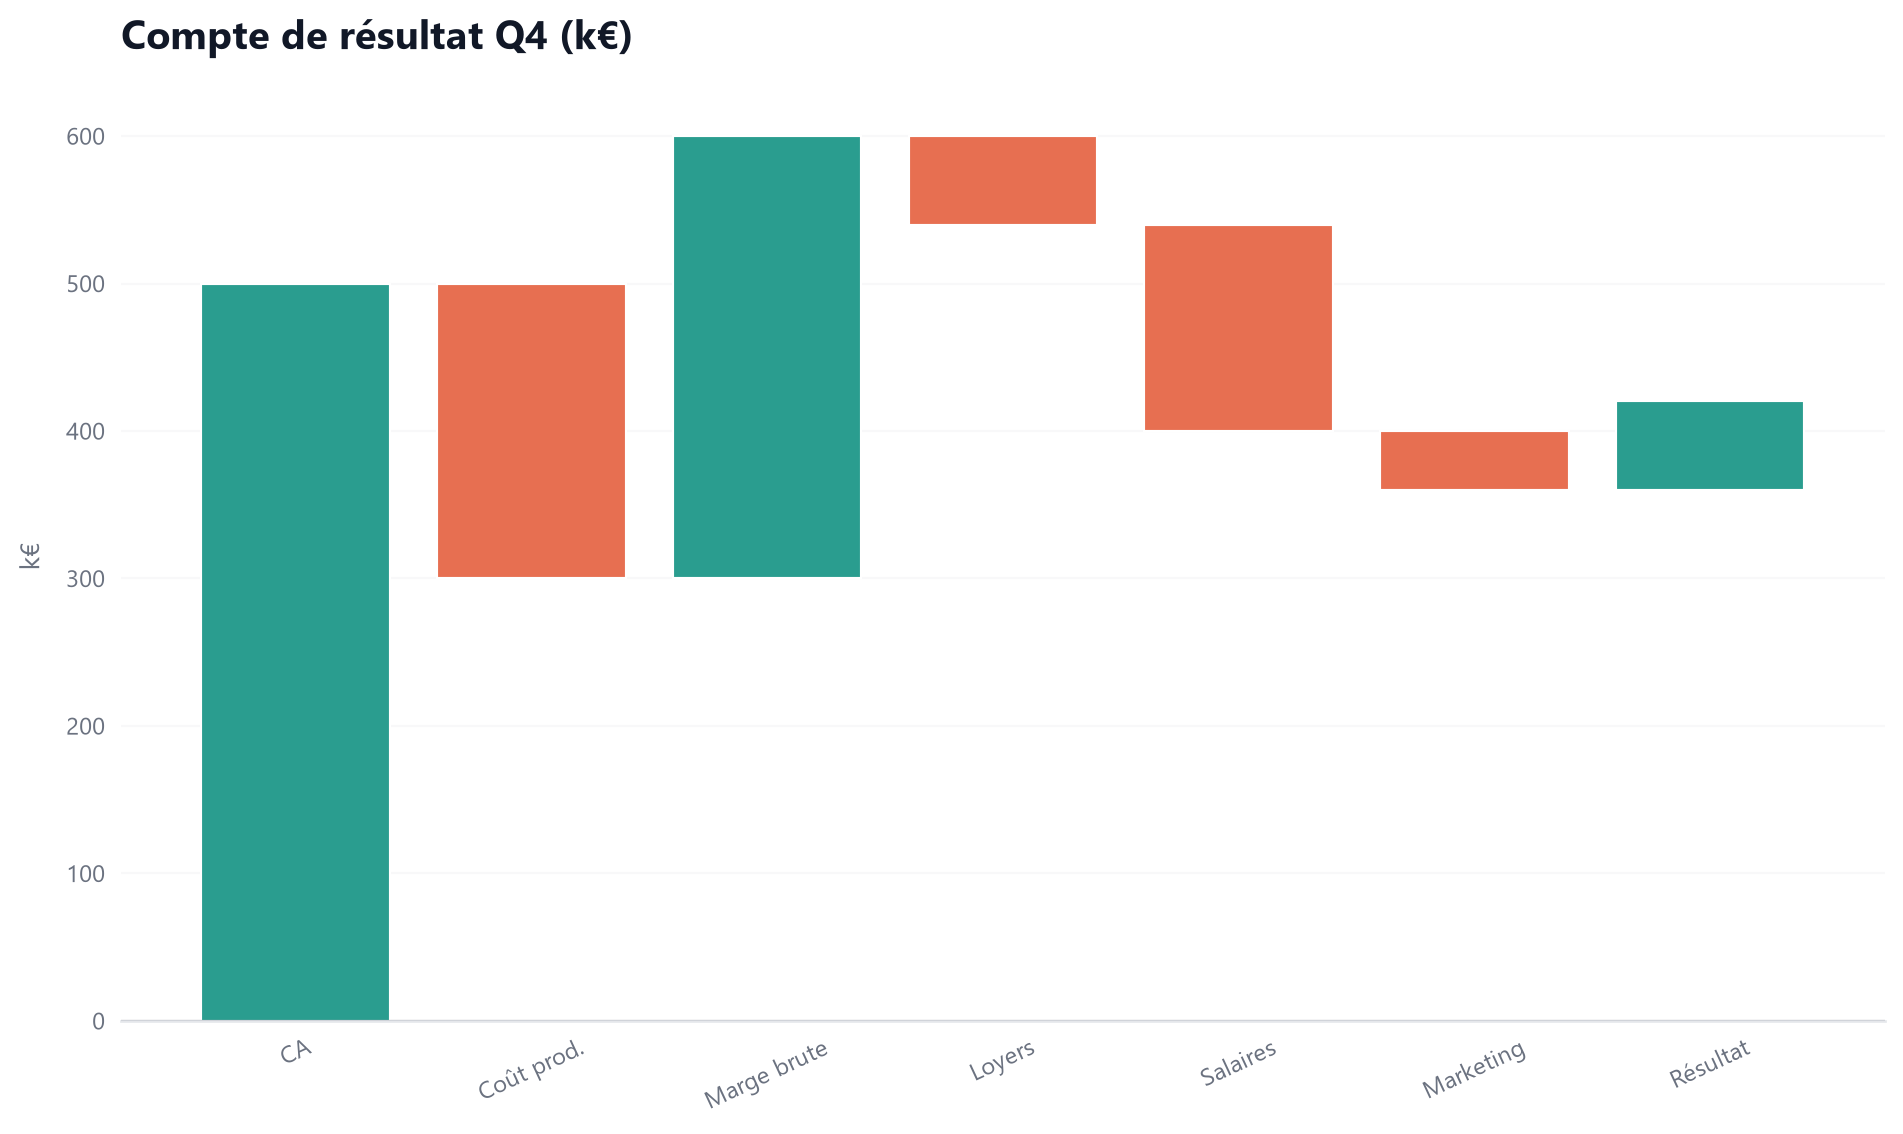 Compte de résultat Q4 (k€)
600
500
400
300
200
100
0
k€
CA
Coût prod.
Marge brute
Loyers
Salaires
Marketing
Résultat